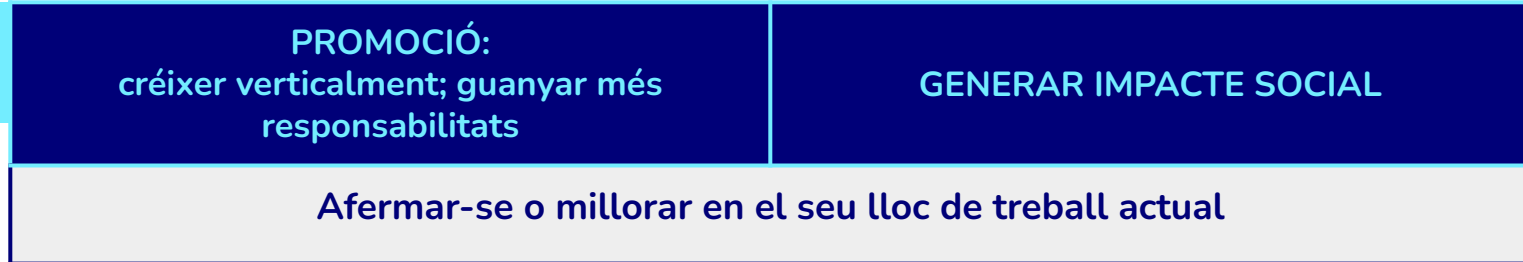 PROMOCIÓ:
créixer verticalment; guanyar més
responsabilitats
GENERAR IMPACTE SOCIAL
Afermar-se o millorar en el seu lloc de treball actual